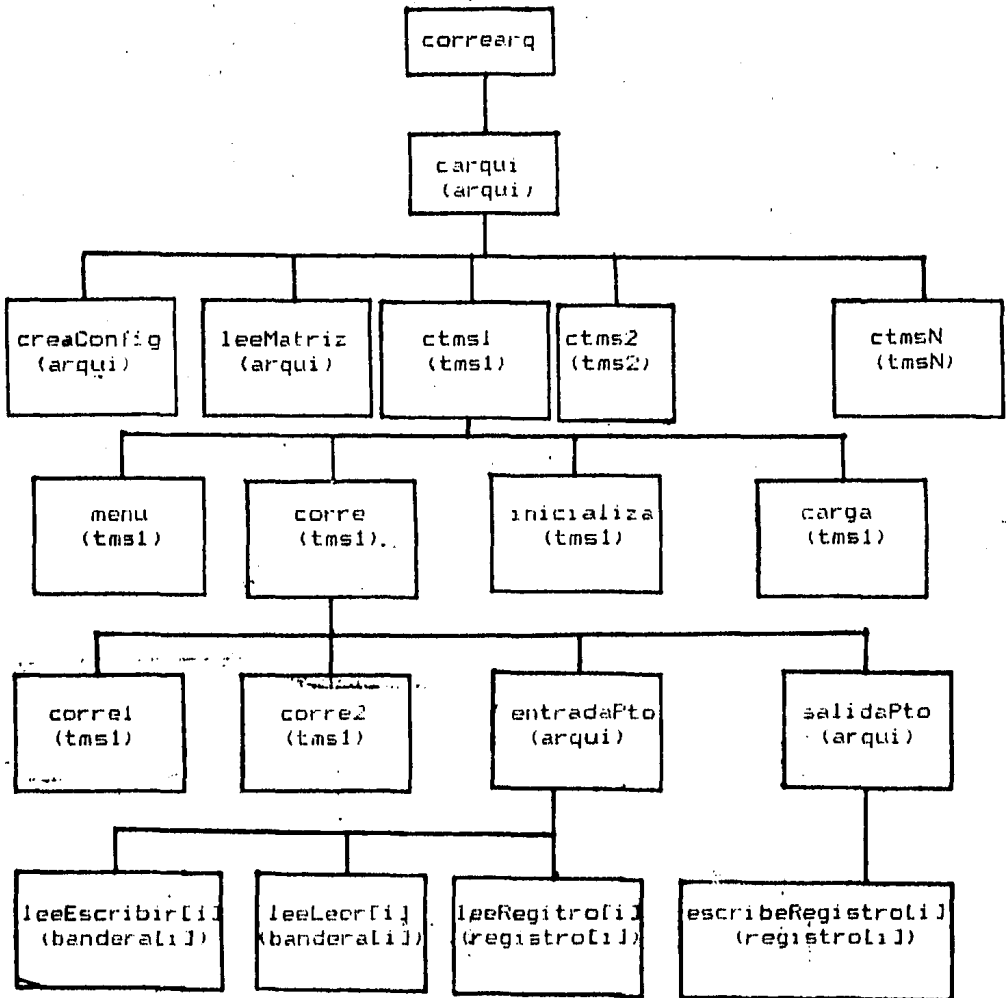 correarq
carqui
(arqui)
creaConfig
(arqui)
leeMatriz
(arqui)
ctms1
(tms1)
ctms2
(tms2)
ctmsN
(tmsN)
menu
(tms1)
corre
(tms1)
inicializa
(tms1)
carga
(tms1)
corre1
(tms1)
corre2
(tms1)
entradaPto
(arqui)
salidaPto
(arqui)
leeEscribir[i]
(bandera[i])
leeLeer[i]
(bandera[i])
leeRegitro[i]
(registro[i])
escribeRegistro[i]
(registro[i])